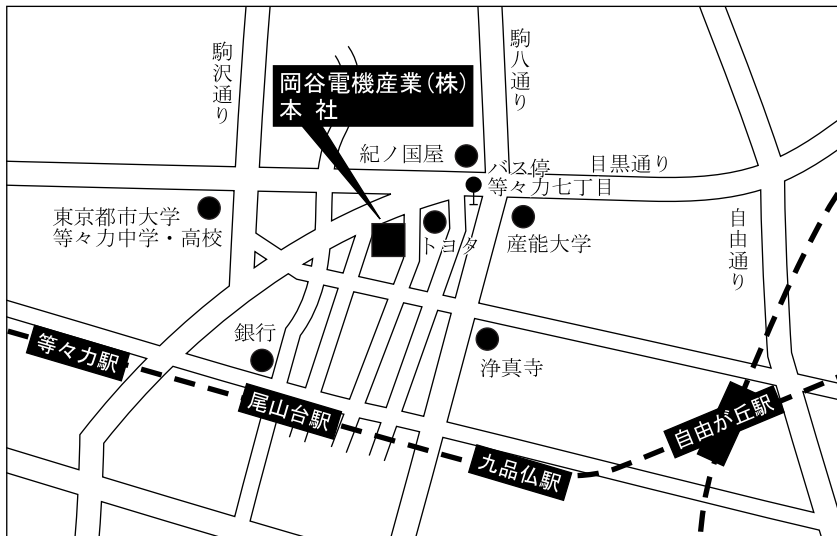 駒沢通り
駒八通り
岡谷電機産業(株)
本 社
紀ノ国屋
バス停
等々力七丁目
目黒通り
東京都市大学
等々力中学・高校
トヨタ
産能大学
自由通り
銀行
浄真寺
等々力駅
尾山台駅
九品仏駅
自由が丘駅